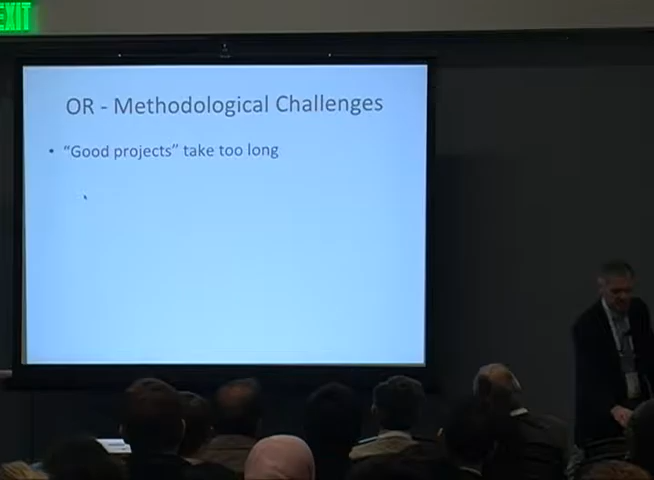 EXIT
OR - Methodological Challenges
• “Good projects” take too long